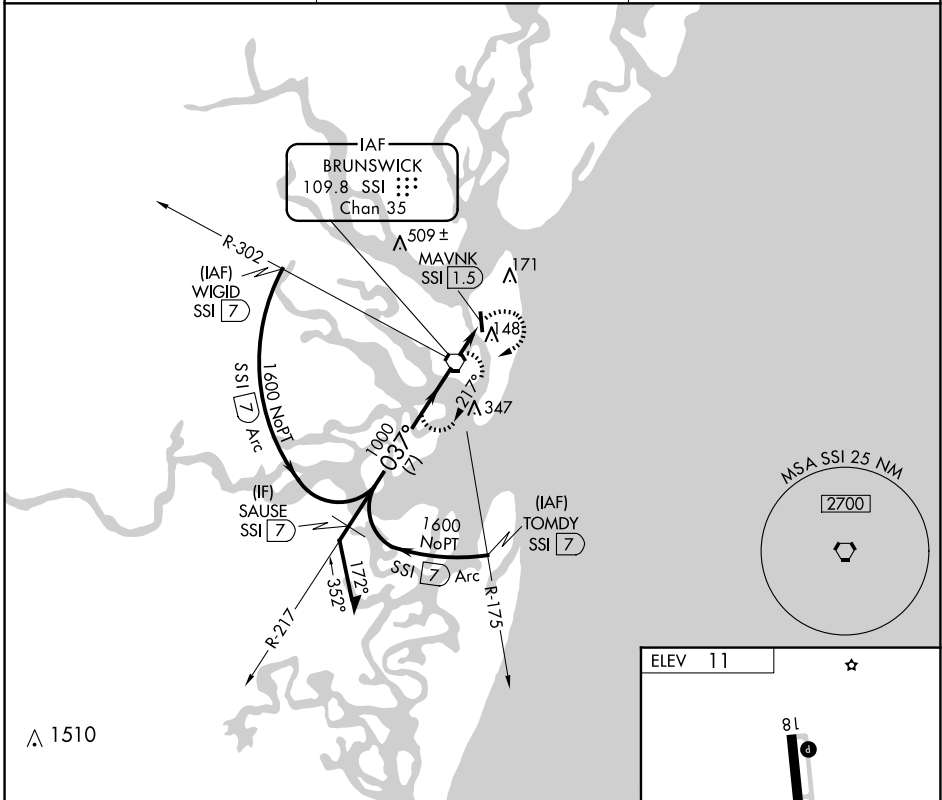 IAF
BRUNSWICK
109.8 SSI
Chan 35
R-302
509 ±
MAVNK
SSI 1.5
171
(IAF)
WIGID
SSI 7
148
1600 NoPT
SSI 7 Arc
217°
347
1000
037°
(7)
(IF)
SAUSE
SSI 7
1600
NoPT
SSI 7 Arc
(IAF)
TOMDY
SSI 7
172°
352°
R-217
R-175
MSA SSI 25 NM
2700
1510
ELEV 11
18
P